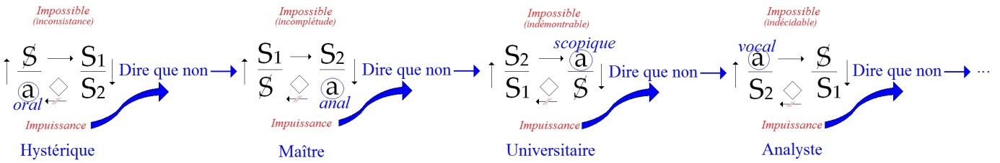 Impossible
(inconsistance)
$ → S1
a S2
oral
Impuissance
Hystérique
Dire que non
Impossible
(incomplétude)
S1 → S2
$ a
anal
Impuissance
Maître
Dire que non
Impossible
(indémontrable)
scopique
S2 → a
S1 $
Impuissance
Universitaire
Dire que non
Impossible
(indécidable)
vocal
a → $
S2 S1
Impuissance
Analyste
Dire que non → ...